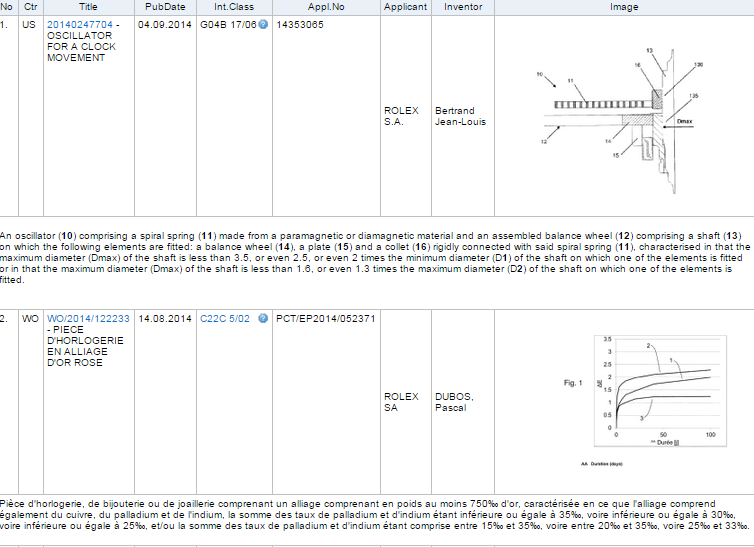 No Ctr Title PubDate Int.Class Appl.No Applicant Inventor Image
1. US 20140247704 - 04.09.2014 G04B 17/06 14353065
OSCILLATOR
FOR A CLOCK
MOVEMENT
ROLEX Bertrand
S.A. Jean-Louis
13
16
130
10
11
135
Dmax
12
14
15
An oscillator (10) comprising a spiral spring (11) made from a paramagnetic or diamagnetic material and an assembled balance wheel (12) comprising a shaft (13)
on which the following elements are fitted: a balance wheel (14), a plate (15) and a collet (16) rigidly connected with said spiral spring (11), characterised in that the
maximum diameter (Dmax) of the shaft is less than 3.5, or even 2.5, or even 2 times the minimum diameter (D1) of the shaft on which one of the elements is fitted
or in that the maximum diameter (Dmax) of the shaft is less than 1.6, or even 1.3 times the maximum diameter (D2) of the shaft on which one of the elements is
fitted.
2. WO WO/2014/122233 14.08.2014 C22C 5/02 PCT/EP2014/052371
- PIECE
D'HORLOGERIE
EN ALLIAGE
D'OR ROSE
ROLEX DUBOS,
SA Pascal
Fig. 1
ΔE
3.5
3
2.5
2
1.5
1
0.5
0
2
1
3
0 50 100
AA Durée [j]
AA Duration (days)
Pièce d'horlogerie, de bijouterie ou de joaillerie comprenant un alliage comprenant en poids au moins 750‰ d'or, caractérisée en ce que l'alliage comprend
également du cuivre, du palladium et de l'indium, la somme des taux de palladium et d'indium étant inférieure ou égale à 35‰, voire inférieure ou égale à 30‰,
voire inférieure ou égale à 25‰, et/ou la somme des taux de palladium et d'indium étant comprise entre 15‰ et 35‰, voire entre 20‰ et 35‰, voire 25‰ et 33‰.